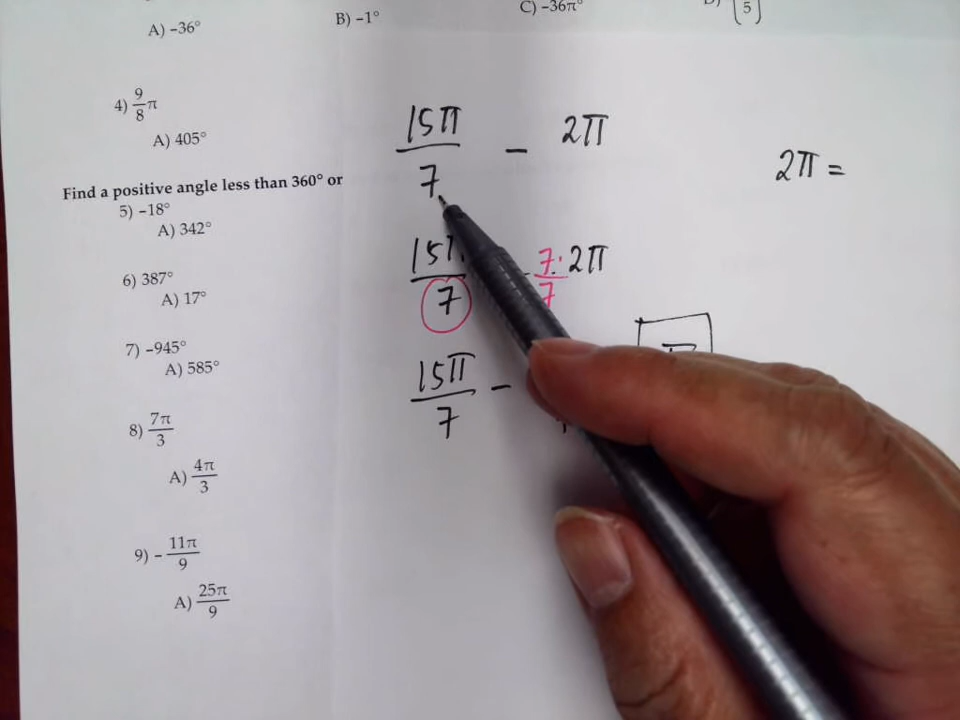 A) –36°
B) –1°
C) –36π°
5
4) 9/8 π
A) 405°
15π/7 – 2π
2π =
Find a positive angle less than 360° or
5) –18°
A) 342°
15π/7 – 7·/7 · 2π
6) 387°
A) 17°
7) –945°
A) 585°
15π/7 –
8) 7π/3
A) 4π/3
9) – 11π/9
A) 25π/9